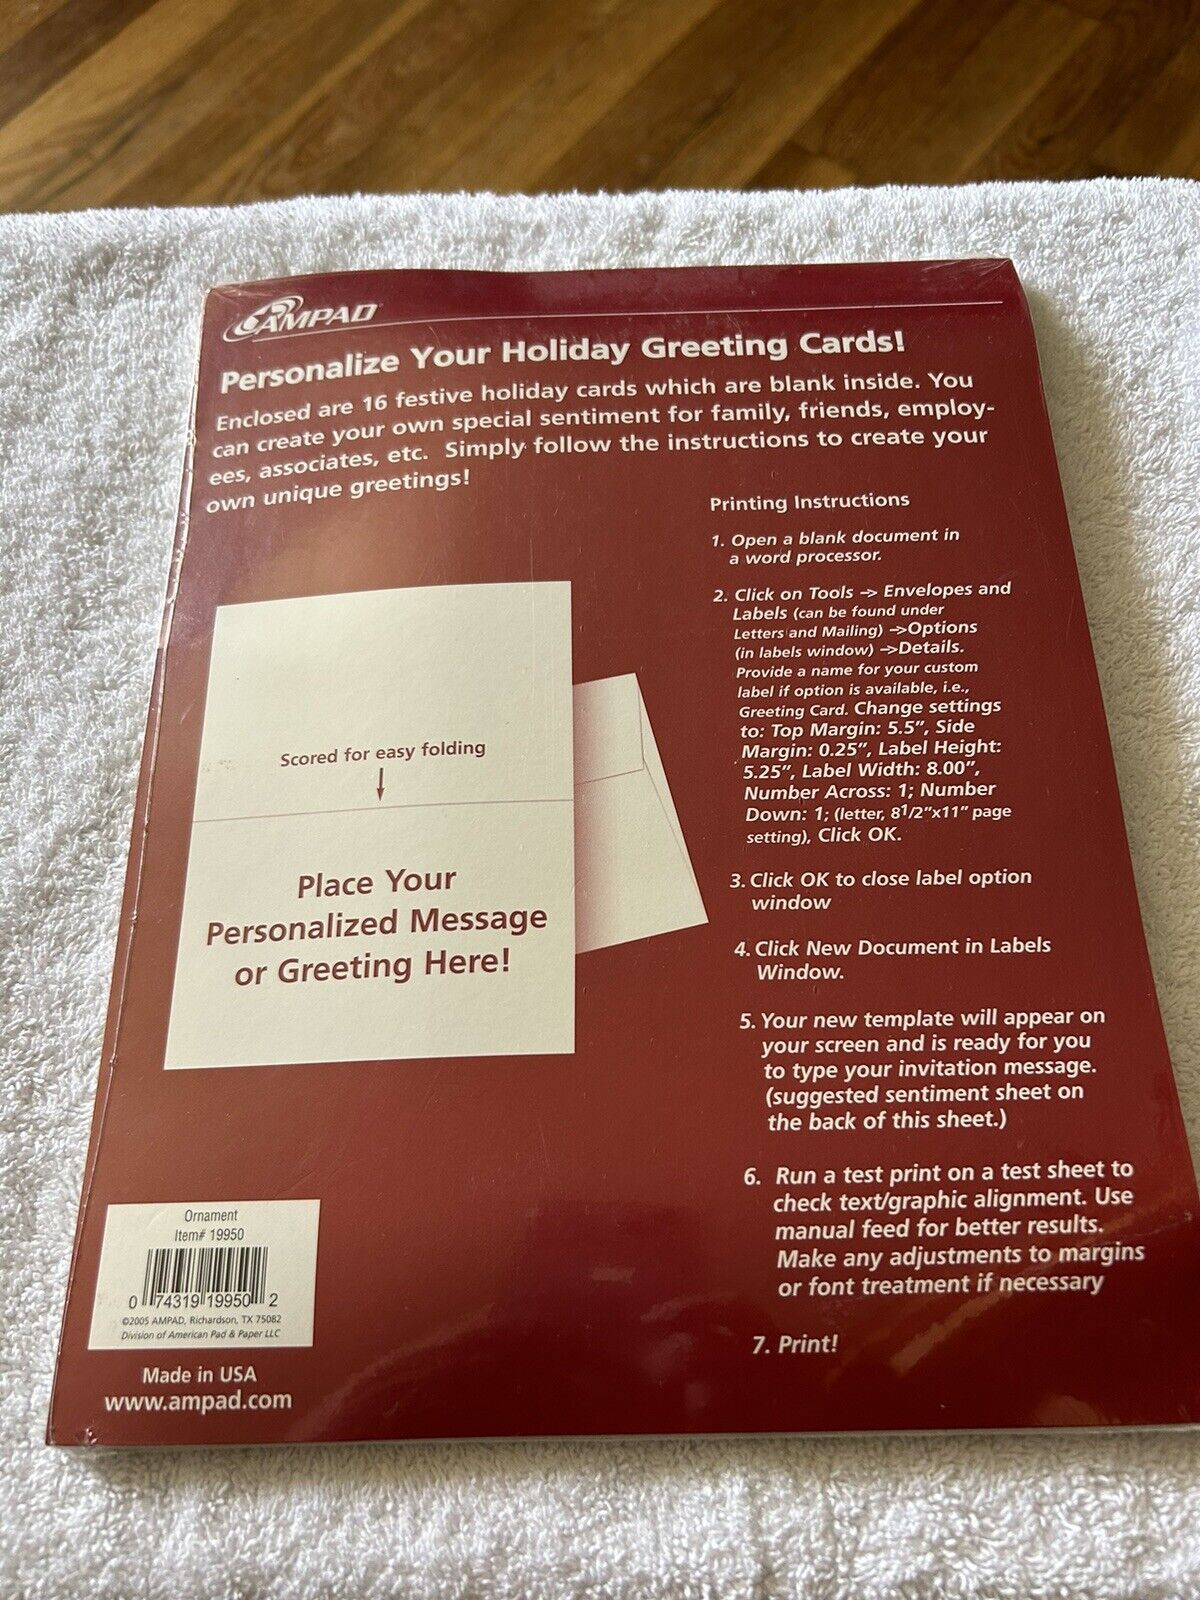 AMPAD
Personalize Your Holiday Greeting Cards!
Enclosed are 16 festive holiday cards which are blank inside. You
can create your own special sentiment for family, friends, employ-
ees, associates, etc. Simply follow the instructions to create your
own unique greetings!
Scored for easy folding
Place Your
Personalized Message
or Greeting Here!
Printing Instructions
1. Open a blank document in
a word processor.
2. Click on Tools -> Envelopes and
Labels (can be found under
Letters and Mailing) ->Options
(in labels window) ->Details.
Provide a name for your custom
label if option is available, i.e.,
Greeting Card. Change settings
to: Top Margin: 5.5", Side
Margin: 0.25", Label Height:
5.25", Label Width: 8.00",
Number Across: 1; Number
Down: 1; (letter, 8 1/2"x11" page
setting), Click OK.
3. Click OK to close label option
window
4. Click New Document in Labels
Window.
5. Your new template will appear on
your screen and is ready for you
to type your invitation message.
(suggested sentiment sheet on
the back of this sheet.)
6. Run a test print on a test sheet to
check text/graphic alignment. Use
manual feed for better results.
Make any adjustments to margins
or font treatment if necessary
7. Print!
Ornament
Item# 19950
0 74319 19950 2
©2005 AMPAD, Richardson, TX 75082
Division of American Pad & Paper LLC
Made in USA
www.ampad.com